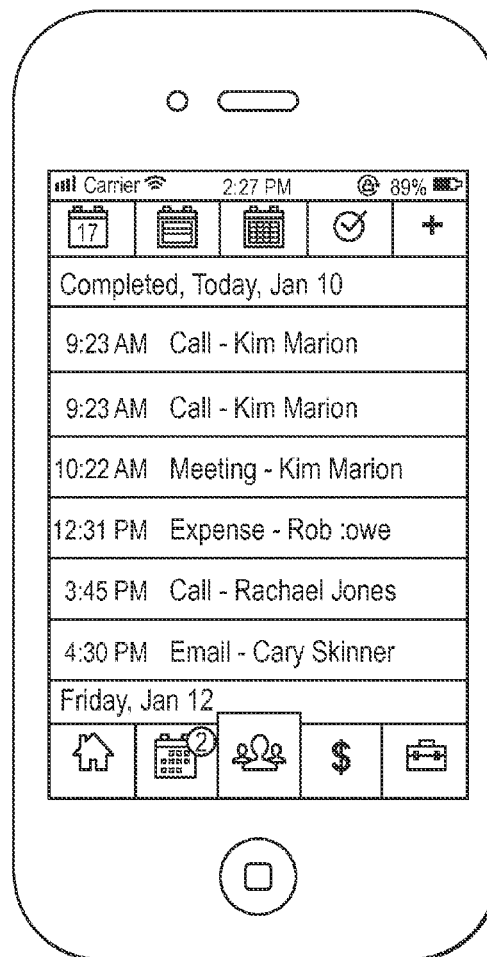 Carrier 2:27 PM 89%
17 +
Completed, Today, Jan 10
9:23 AM Call - Kim Marion
9:23 AM Call - Kim Marion
10:22 AM Meeting - Kim Marion
12:31 PM Expense - Rob :owe
3:45 PM Call - Rachael Jones
4:30 PM Email - Cary Skinner
Friday, Jan 12
2 $